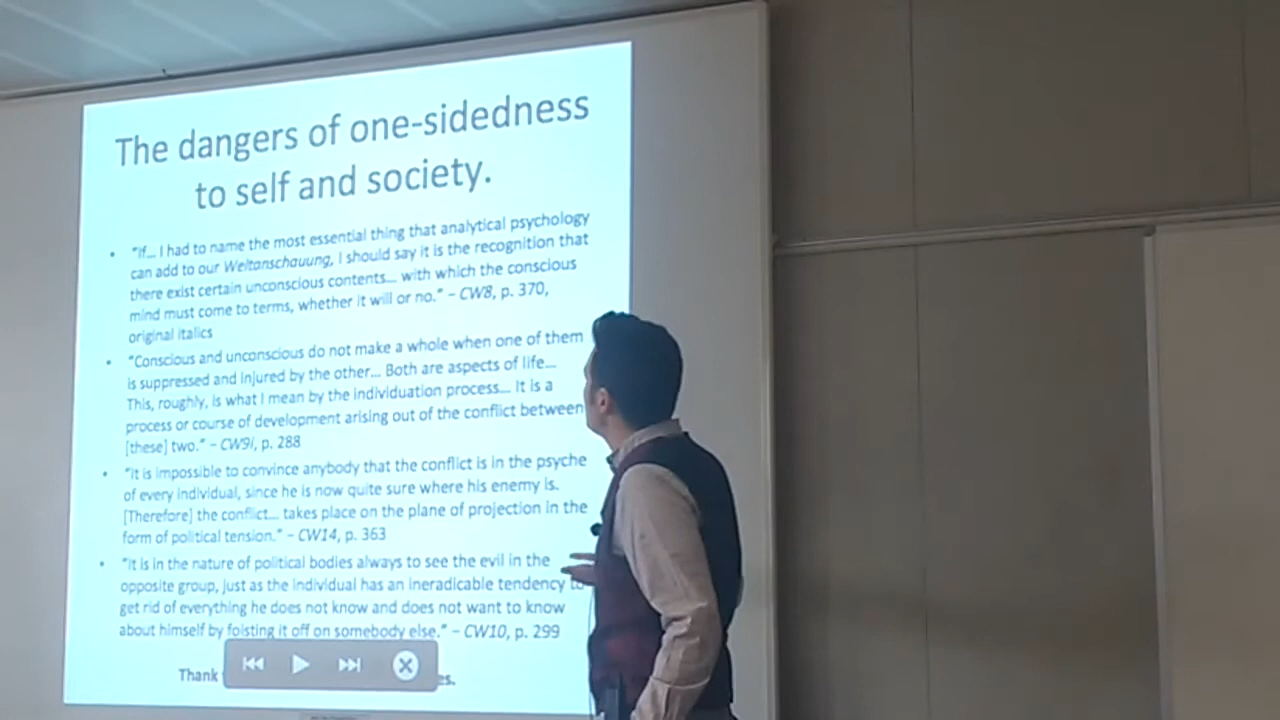 The dangers of one-sidedness
to self and society.
• "If... I had to name the most essential thing that analytical psychology
can add to our Weltanschauung, I should say it is the recognition that
there exist certain unconscious contents... with which the conscious
mind must come to terms, whether it will or no." – CW8, p. 370,
original italics
• "Conscious and unconscious do not make a whole when one of them
is suppressed and injured by the other... Both are aspects of life...
This, roughly, is what I mean by the individuation process... It is a
process or course of development arising out of the conflict between
[these] two." – CW9i, p. 288
• "It is impossible to convince anybody that the conflict is in the psyche
of every individual, since he is now quite sure where his enemy is.
[Therefore] the conflict... takes place on the plane of projection in the
form of political tension." – CW14, p. 363
• "It is in the nature of political bodies always to see the evil in the
opposite group, just as the individual has an ineradicable tendency to
get rid of everything he does not know and does not want to know
about himself by foisting it off on somebody else." – CW10, p. 299
Thank es.